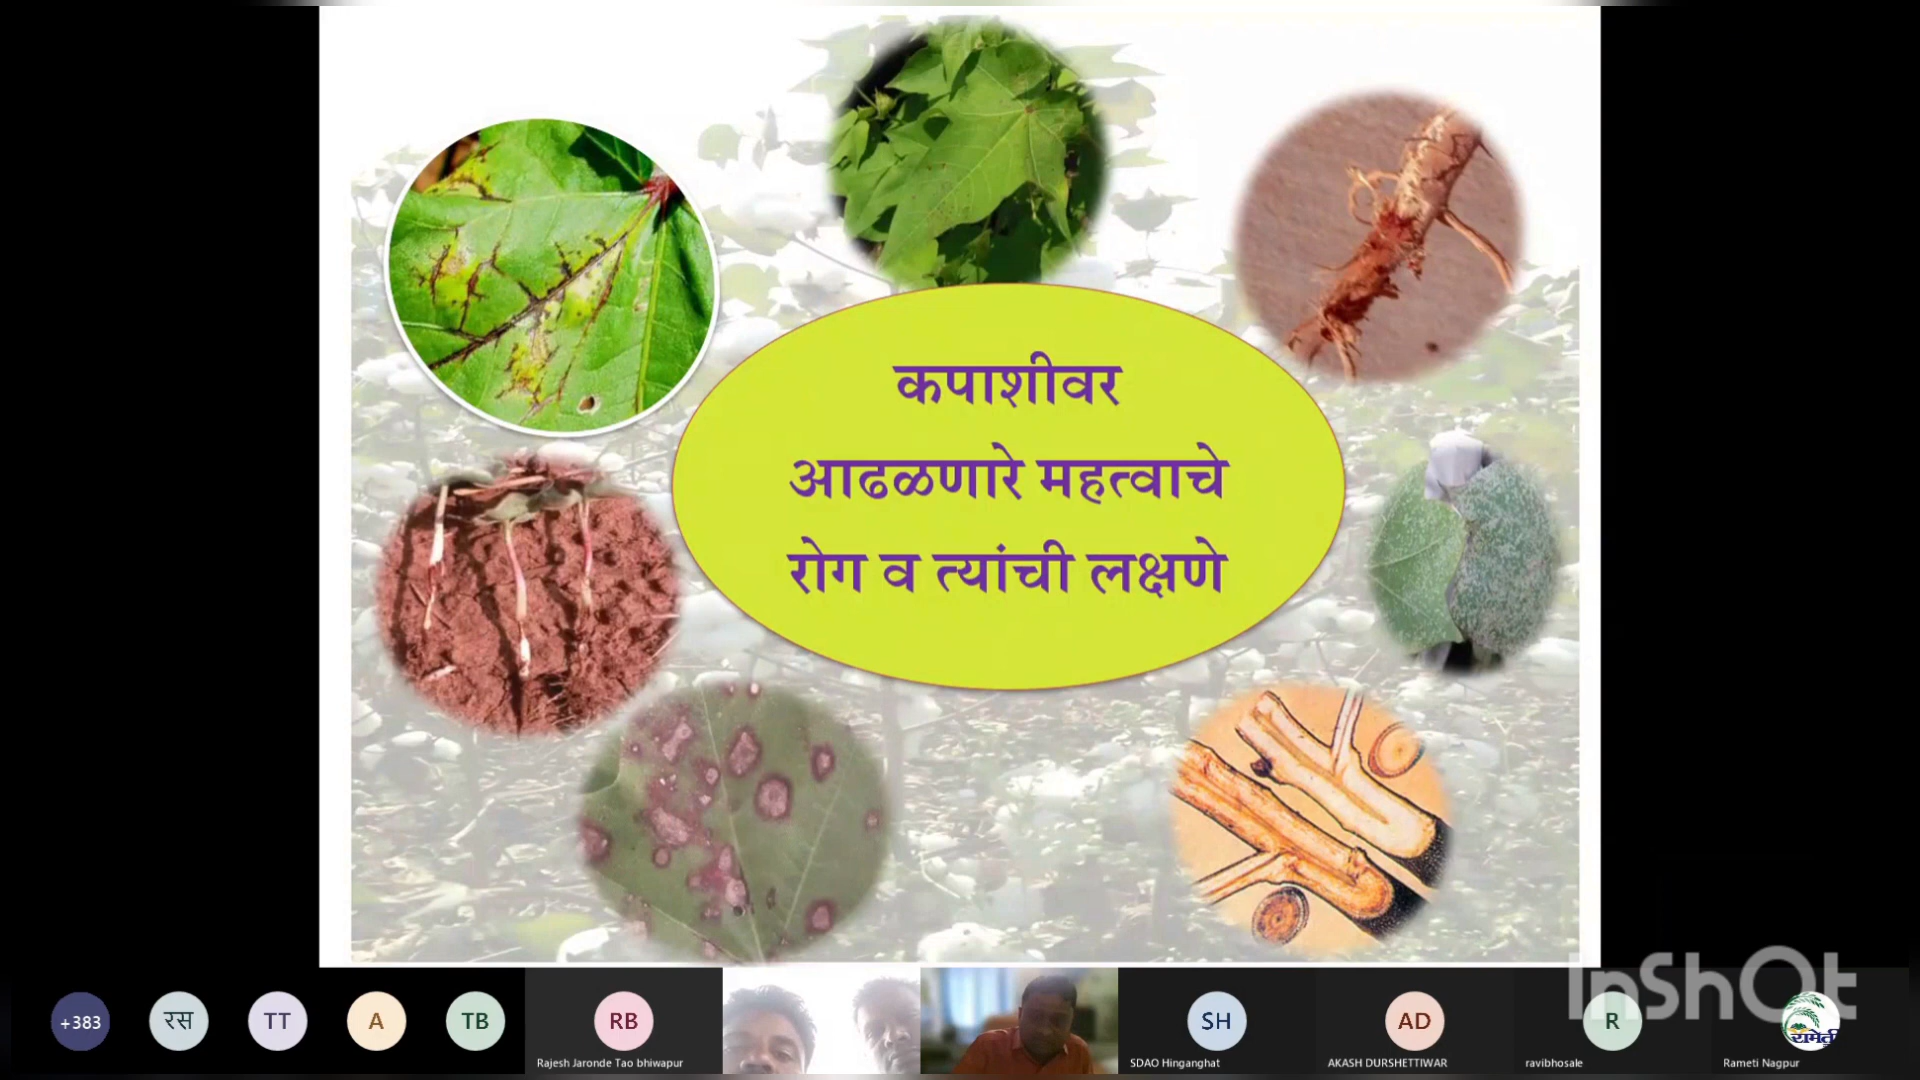 कपाशीवर
आढळणारे महत्वाचे
रोग व त्यांची लक्षणे
InShOt
+383
रस
TT
A
TB
RB
SH
AD
R
रामेती
Rajesh Jaronde Tao bhiwapur
SDAO Hinganghat
AKASH DURSHETTIWAR
ravibhosale
Rameti Nagpur